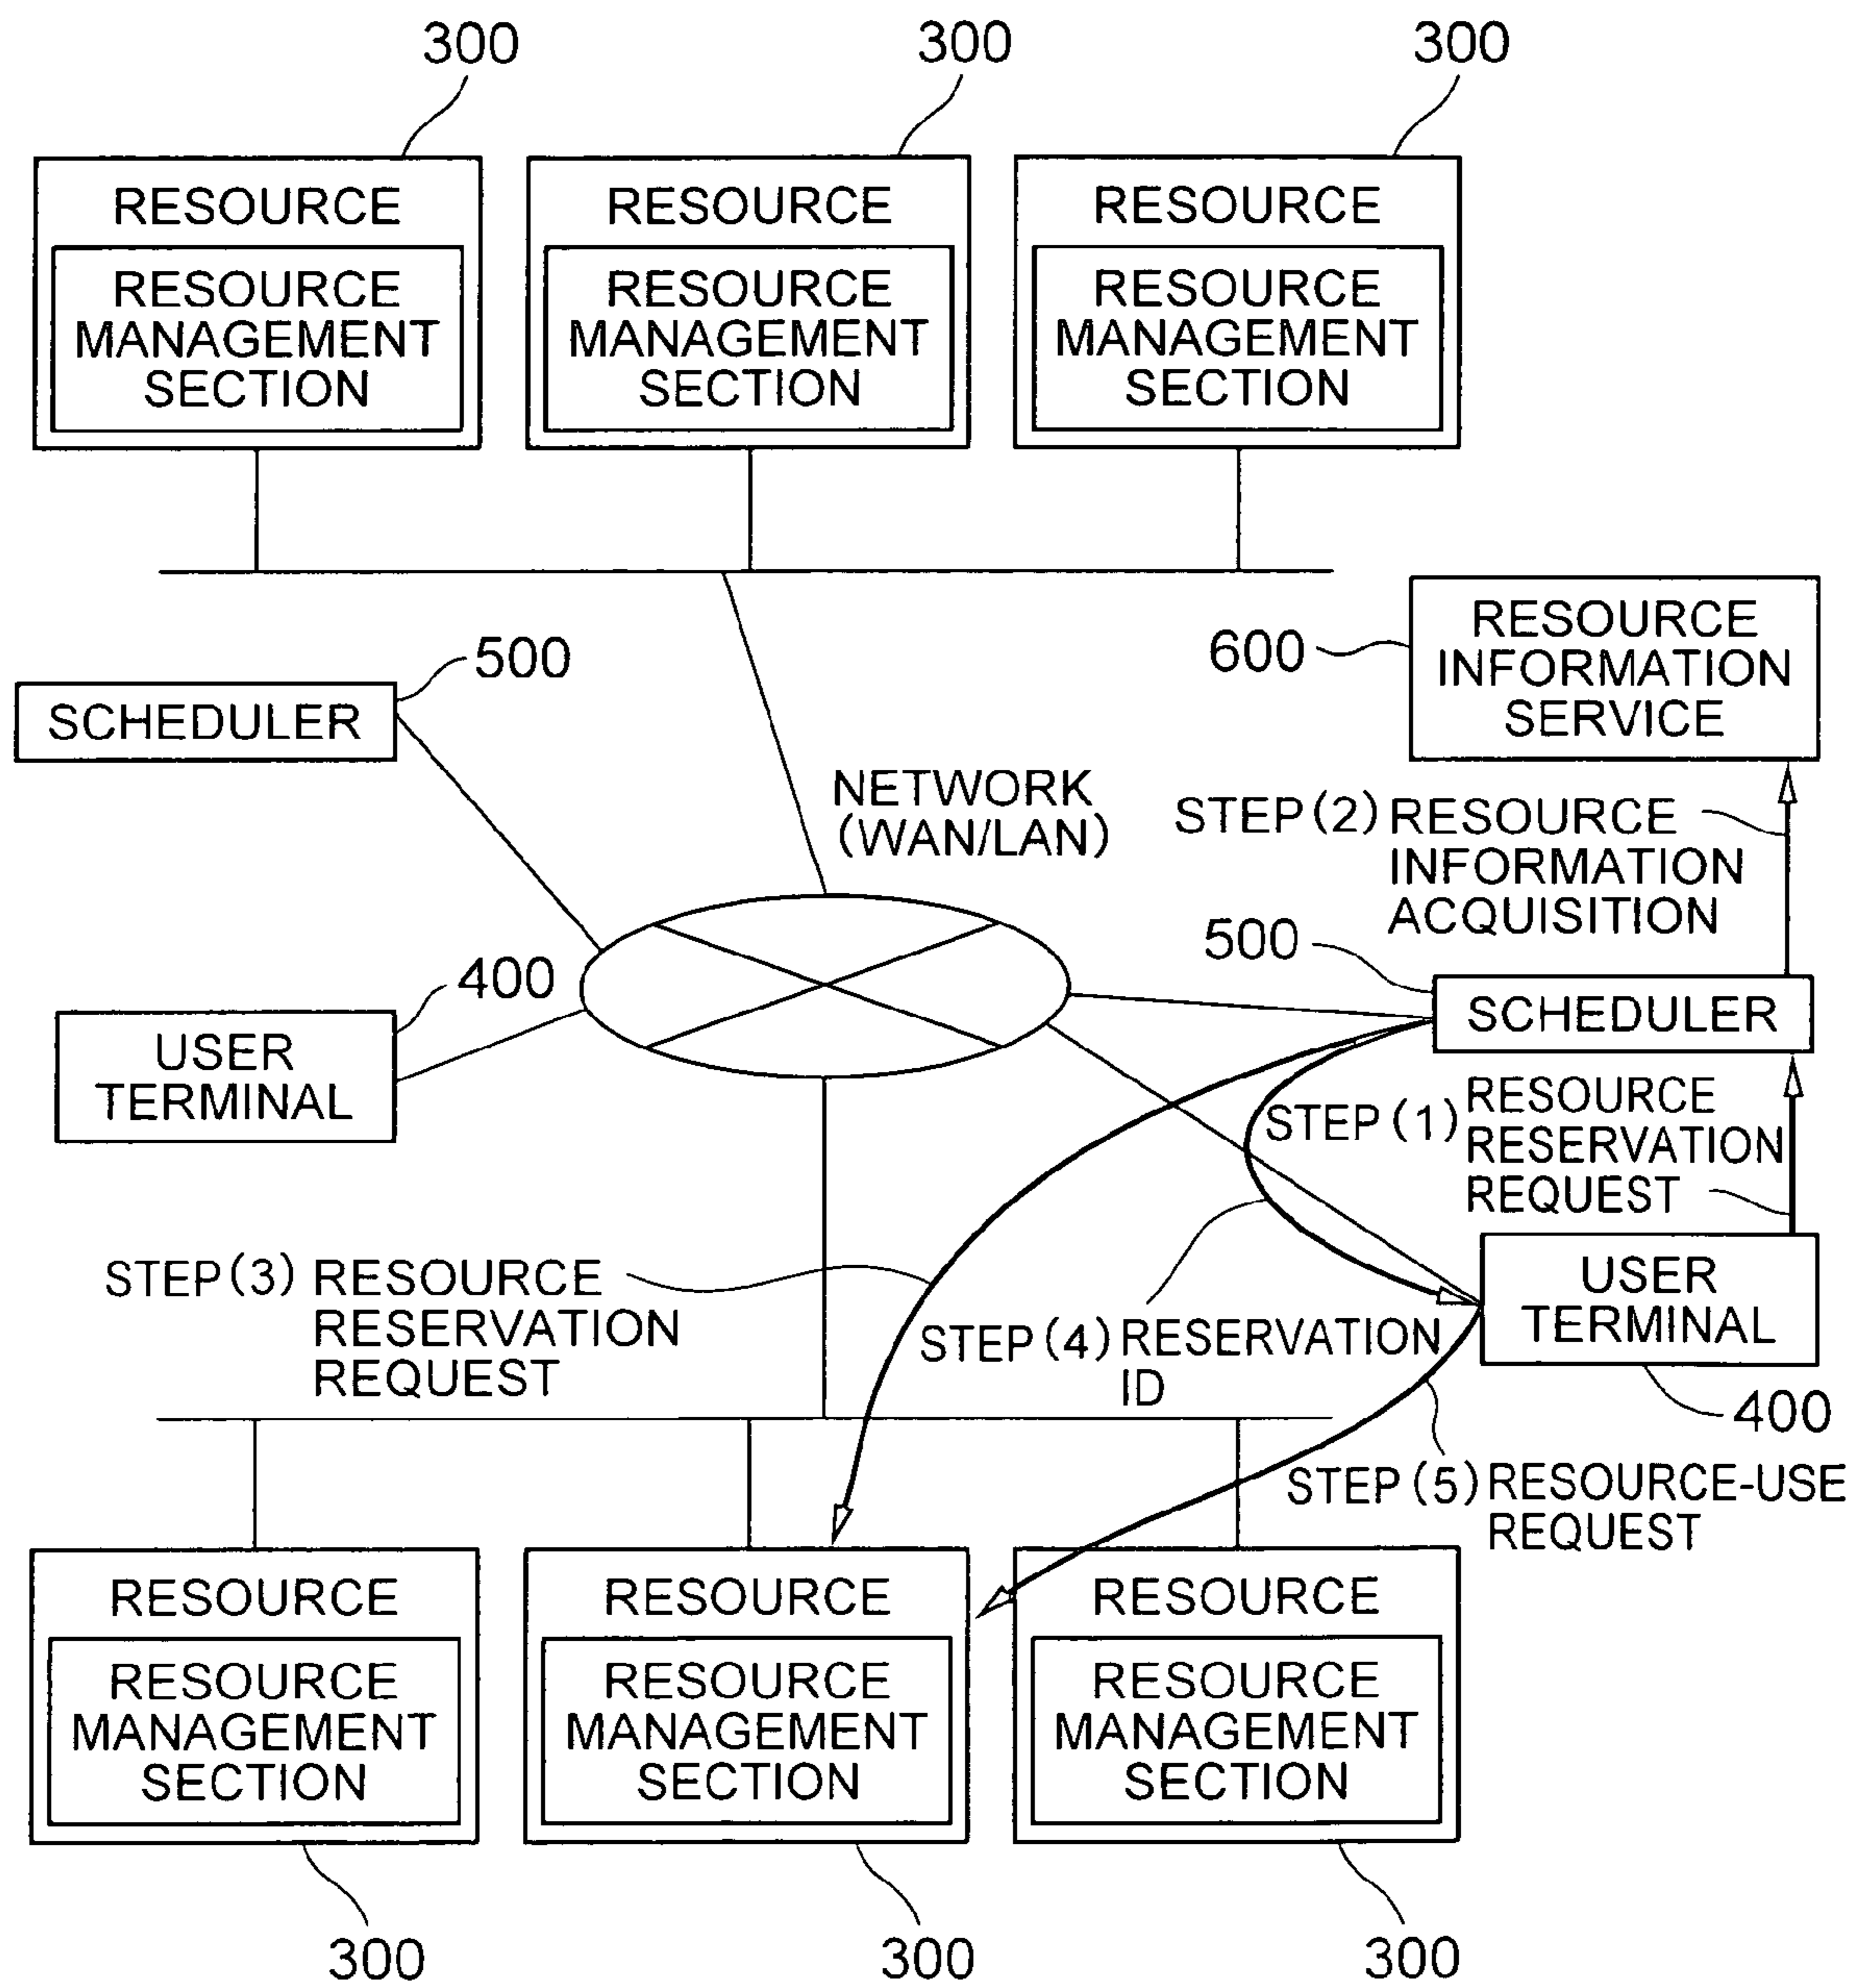 300
300
300
RESOURCE
RESOURCE
MANAGEMENT
SECTION
RESOURCE
RESOURCE
MANAGEMENT
SECTION
RESOURCE
RESOURCE
MANAGEMENT
SECTION
500
SCHEDULER
600
RESOURCE
INFORMATION
SERVICE
NETWORK
(WAN/LAN)
STEP(2) RESOURCE
INFORMATION
ACQUISITION
400
USER
TERMINAL
500
SCHEDULER
STEP(1) RESOURCE
RESERVATION
REQUEST
STEP(3) RESOURCE
RESERVATION
REQUEST
STEP(4) RESERVATION
ID
USER
TERMINAL
400
STEP(5) RESOURCE-USE
REQUEST
RESOURCE
RESOURCE
MANAGEMENT
SECTION
RESOURCE
RESOURCE
MANAGEMENT
SECTION
RESOURCE
RESOURCE
MANAGEMENT
SECTION
300
300
300